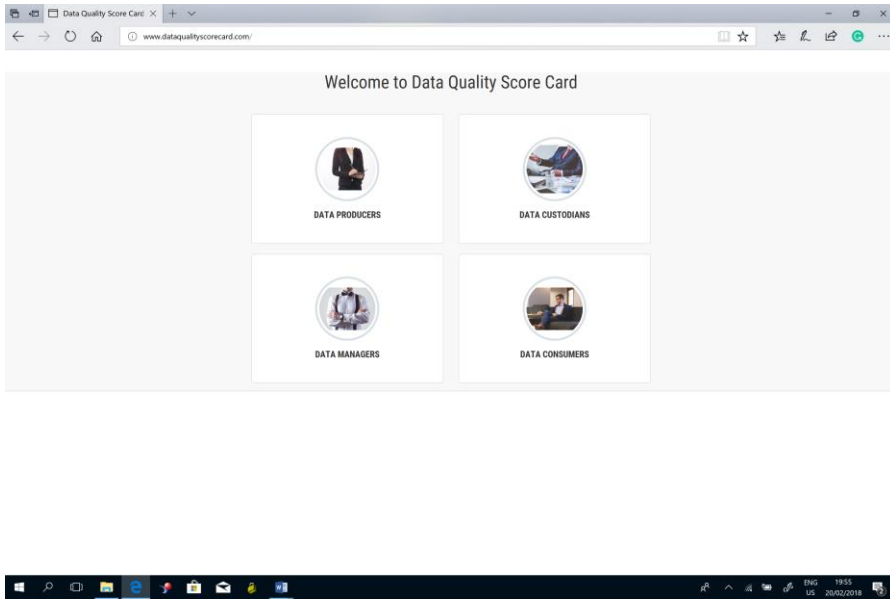 Data Quality Score Card
www.dataqualityscorecard.com/
Welcome to Data Quality Score Card
DATA PRODUCERS
DATA CUSTODIANS
DATA MANAGERS
DATA CONSUMERS
ENG
19:55
US
20/02/2018